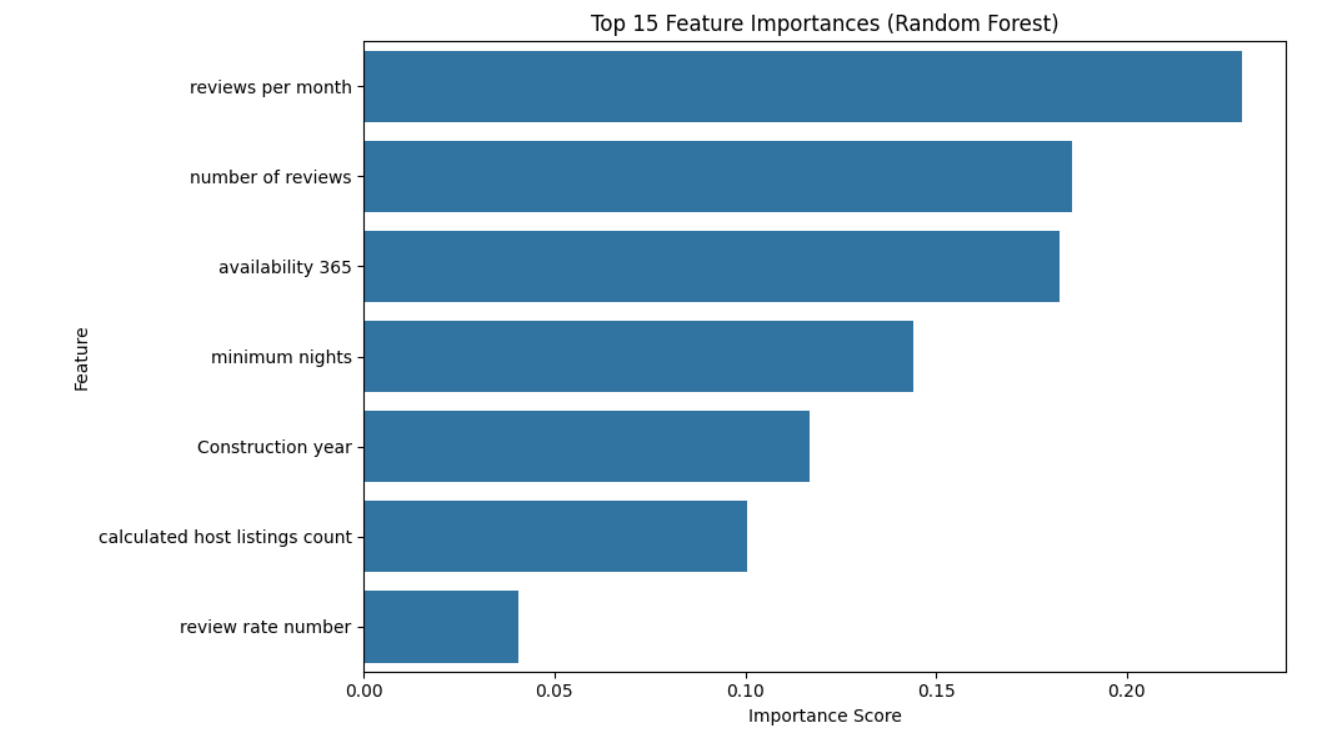 Top 15 Feature Importances (Random Forest)
Feature
reviews per month
number of reviews
availability 365
minimum nights
Construction year
calculated host listings count
review rate number
0.00 0.05 0.10 0.15 0.20
Importance Score